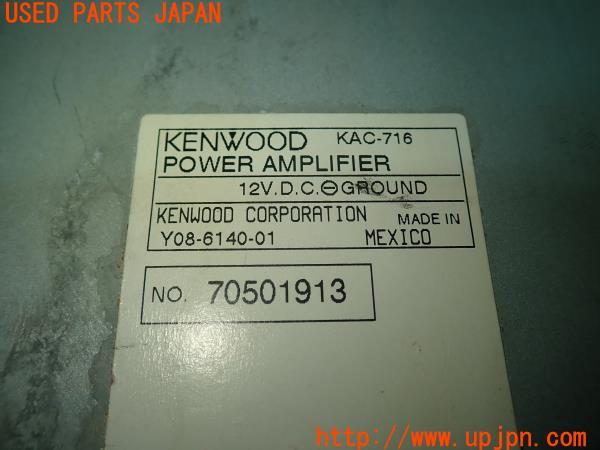 USED PARTS JAPAN
KENWOOD KAC-716
POWER AMPLIFIER
12V.D.C.⊖GROUND
KENWOOD CORPORATION MADE IN
Y08-6140-01 MEXICO
NO. 70501913
http://www.upjpn.com/